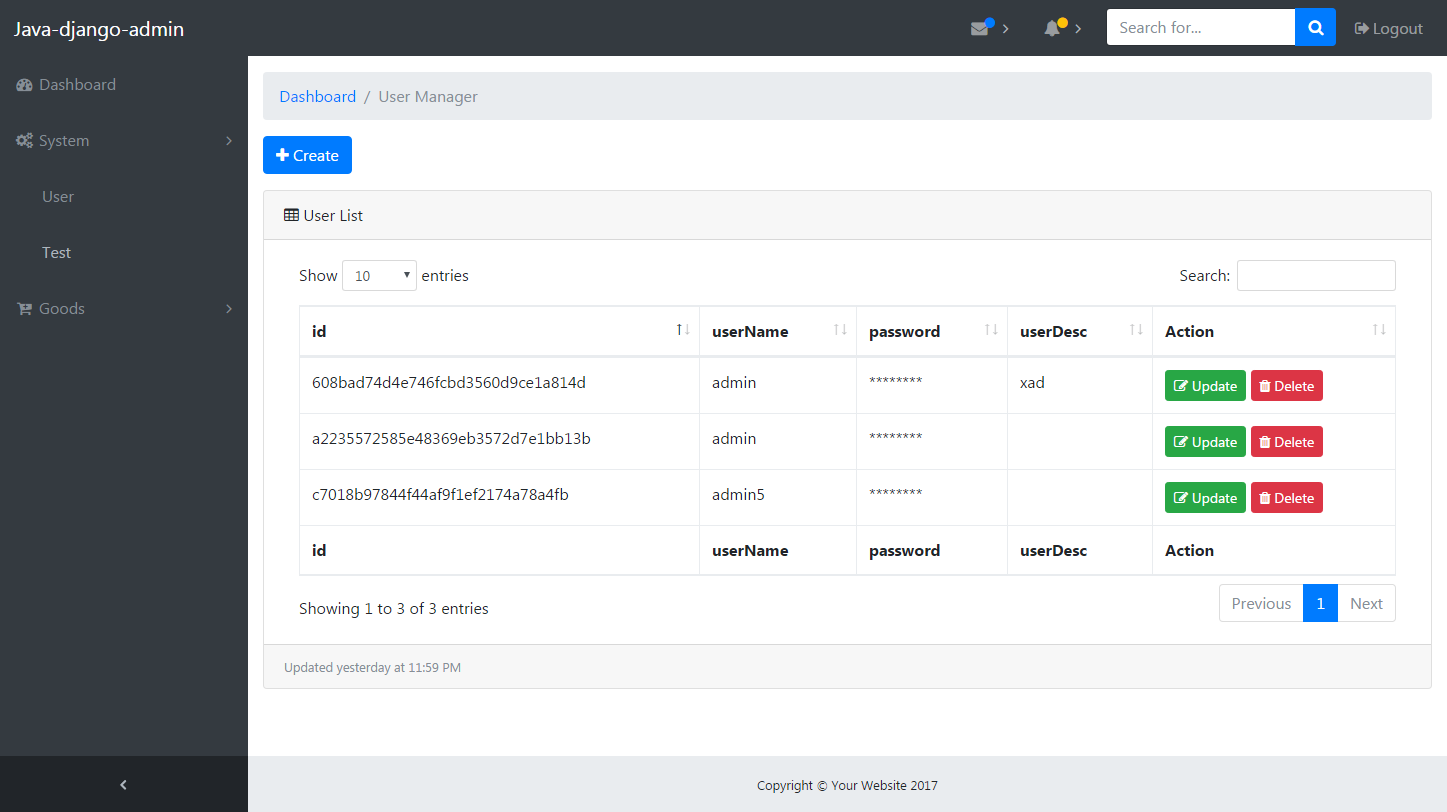 Java-django-admin
Search for...
Logout
Dashboard
System
User
Test
Goods
Dashboard / User Manager
Create
User List
Show 10 entries
Search:
id userName password userDesc Action
608bad74d4e746fcbd3560d9ce1a814d admin ******** xad Update Delete
a2235572585e48369eb3572d7e1bb13b admin ******** Update Delete
c7018b97844f44af9f1ef2174a78a4fb admin5 ******** Update Delete
id userName password userDesc Action
Showing 1 to 3 of 3 entries
Previous 1 Next
Updated yesterday at 11:59 PM
Copyright © Your Website 2017